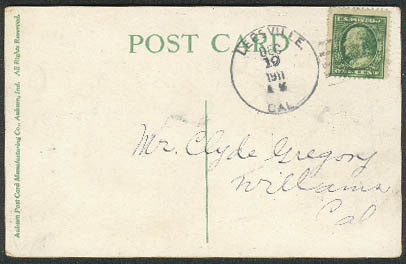 POST CARD
LEESVILLE,
DEC
19
1911
A M
CAL.
U.S. POSTAGE
ONE CENT
Mr. Clyde Gregory
Williams
Cal
Auburn Post Card Manufacturing Co., Auburn, Ind. All Rights Reserved.